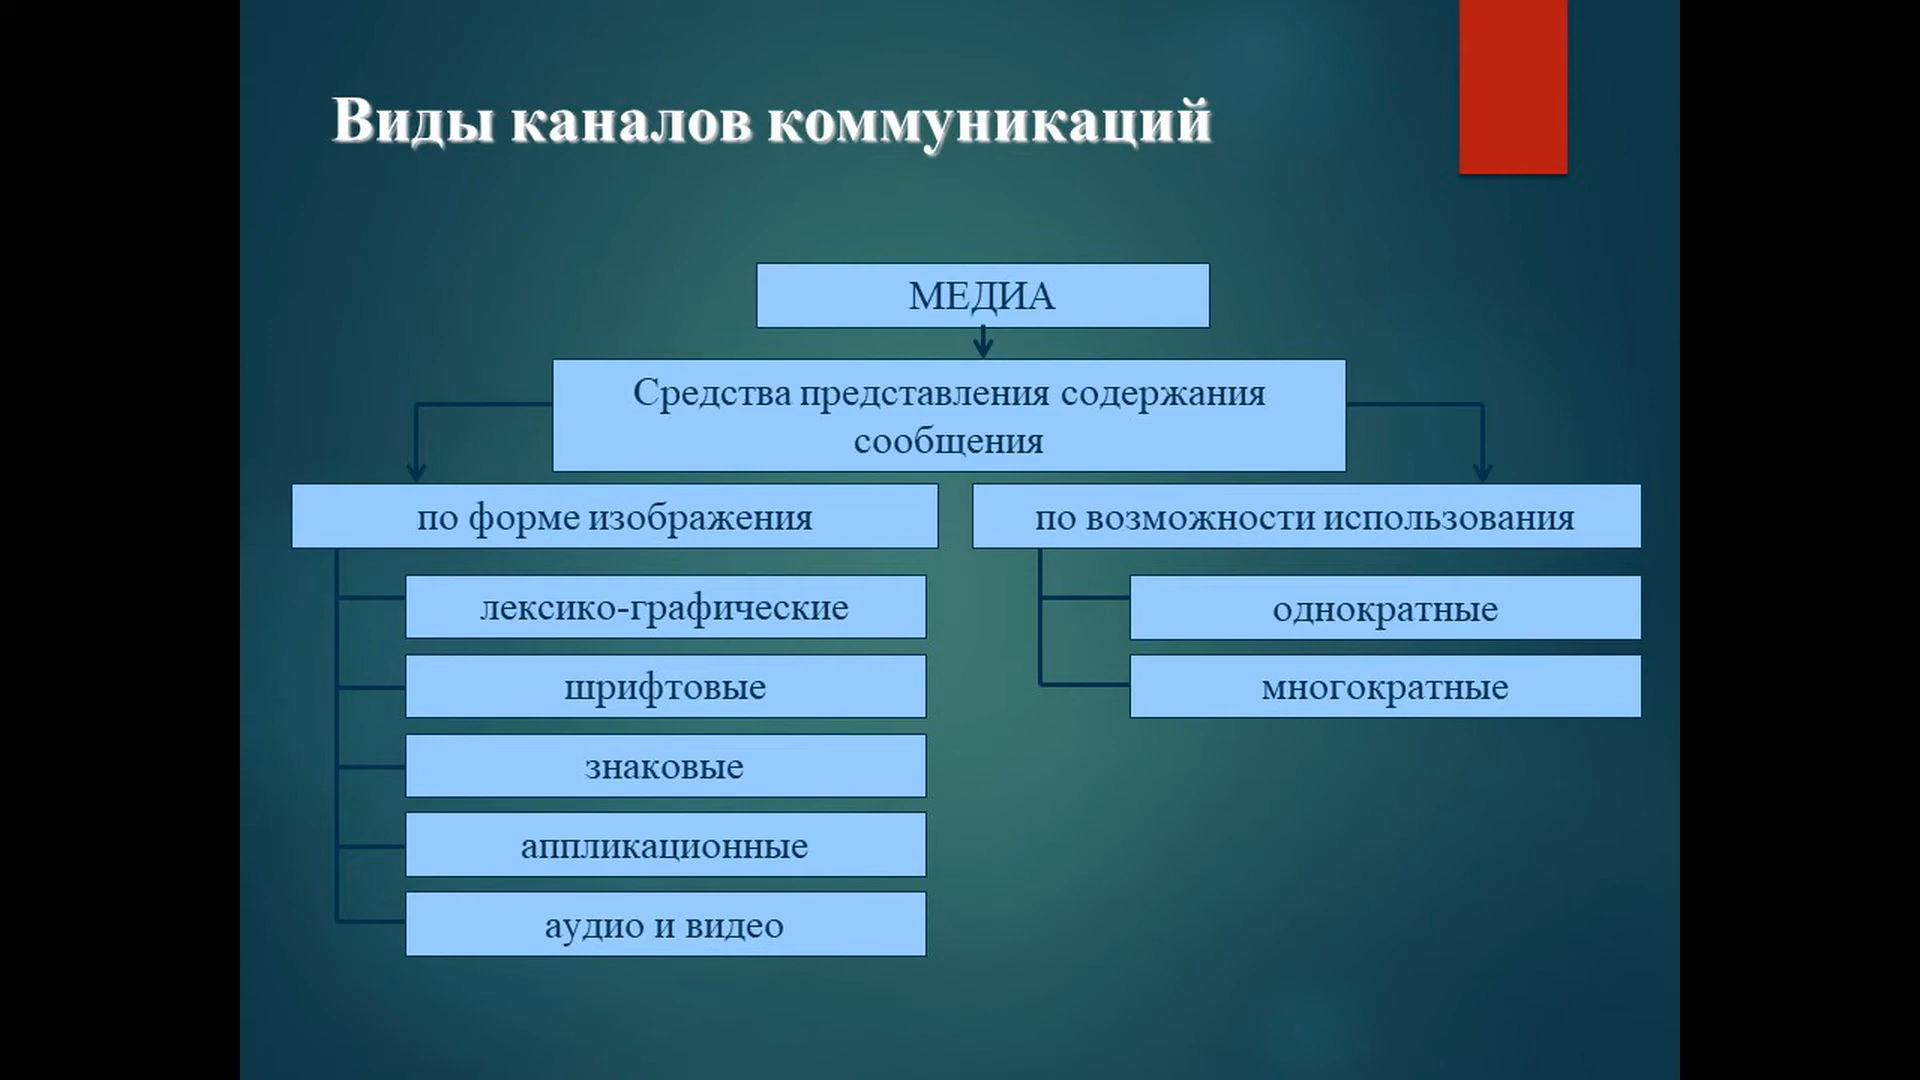 Виды каналов коммуникаций
МЕДИА
Средства представления содержания
сообщения
по форме изображения
лексико-графические
шрифтовые
знаковые
аппликационные
аудио и видео
по возможности использования
однократные
многократные